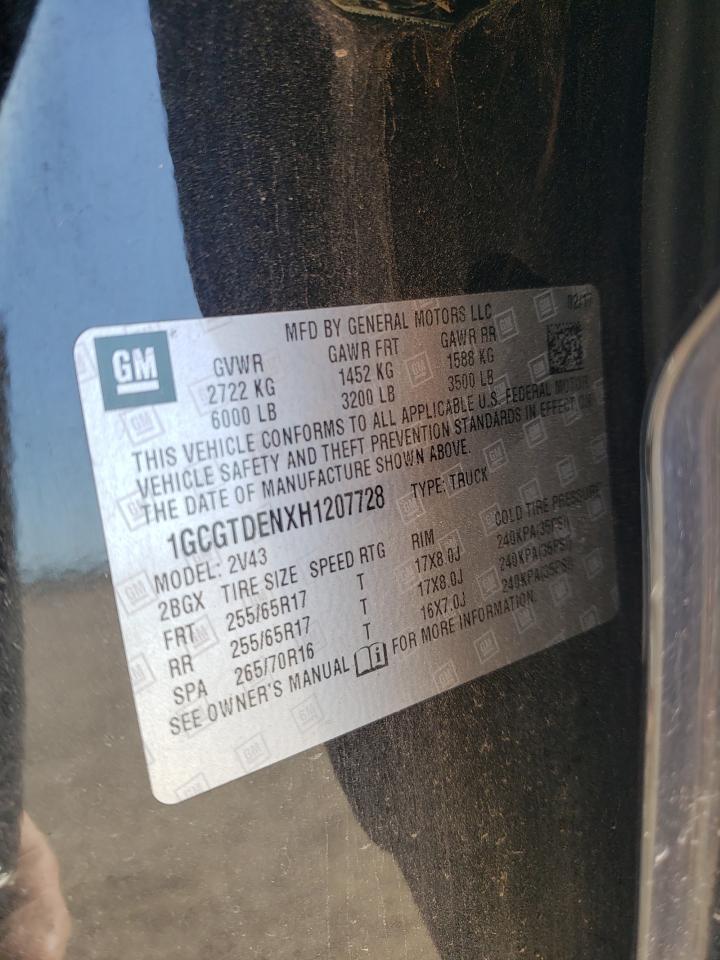 GM
MFD BY GENERAL MOTORS LLC 02/17
GVWR GAWR FRT GAWR RR
2722 KG 1452 KG 1588 KG
6000 LB 3200 LB 3500 LB
THIS VEHICLE CONFORMS TO ALL APPLICABLE U.S. FEDERAL MOTOR
VEHICLE SAFETY AND THEFT PREVENTION STANDARDS IN EFFECT ON
THE DATE OF MANUFACTURE SHOWN ABOVE.
1GCGTDENXH1207728 TYPE: TRUCK
MODEL: 2V43
2BGX TIRE SIZE SPEED RTG RIM COLD TIRE PRESSURE
FRT 255/65R17 T 17X8.0J 240KPA(35PSI)
RR 255/65R17 T 17X8.0J 240KPA(35PSI)
SPA 265/70R16 T 16X7.0J 240KPA(35PSI)
SEE OWNER'S MANUAL FOR MORE INFORMATION.